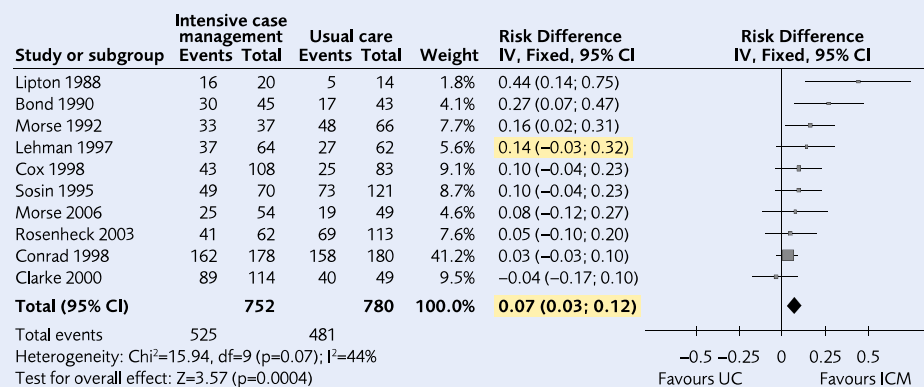 Intensive case management Usual care Risk Difference Risk Difference
Study or subgroup Events Total Events Total Weight IV, Fixed, 95% CI IV, Fixed, 95% CI
Lipton 1988 16 20 5 14 1.8% 0.44 (0.14; 0.75)
Bond 1990 30 45 17 43 4.1% 0.27 (0.07; 0.47)
Morse 1992 33 37 48 66 7.7% 0.16 (0.02; 0.31)
Lehman 1997 37 64 27 62 5.6% 0.14 (−0.03; 0.32)
Cox 1998 43 108 25 83 9.1% 0.10 (−0.04; 0.23)
Sosin 1995 49 70 73 121 8.7% 0.10 (−0.04; 0.23)
Morse 2006 25 54 19 49 4.6% 0.08 (−0.12; 0.27)
Rosenheck 2003 41 62 69 113 7.6% 0.05 (−0.10; 0.20)
Conrad 1998 162 178 158 180 41.2% 0.03 (−0.03; 0.10)
Clarke 2000 89 114 40 49 9.5% −0.04 (−0.17; 0.10)
Total (95% CI) 752 780 100.0% 0.07 (0.03; 0.12)
Total events 525 481
Heterogeneity: Chi²=15.94, df=9 (p=0.07); I²=44%
Test for overall effect: Z=3.57 (p=0.0004)
−0.5 −0.25 0 0.25 0.5
Favours UC Favours ICM